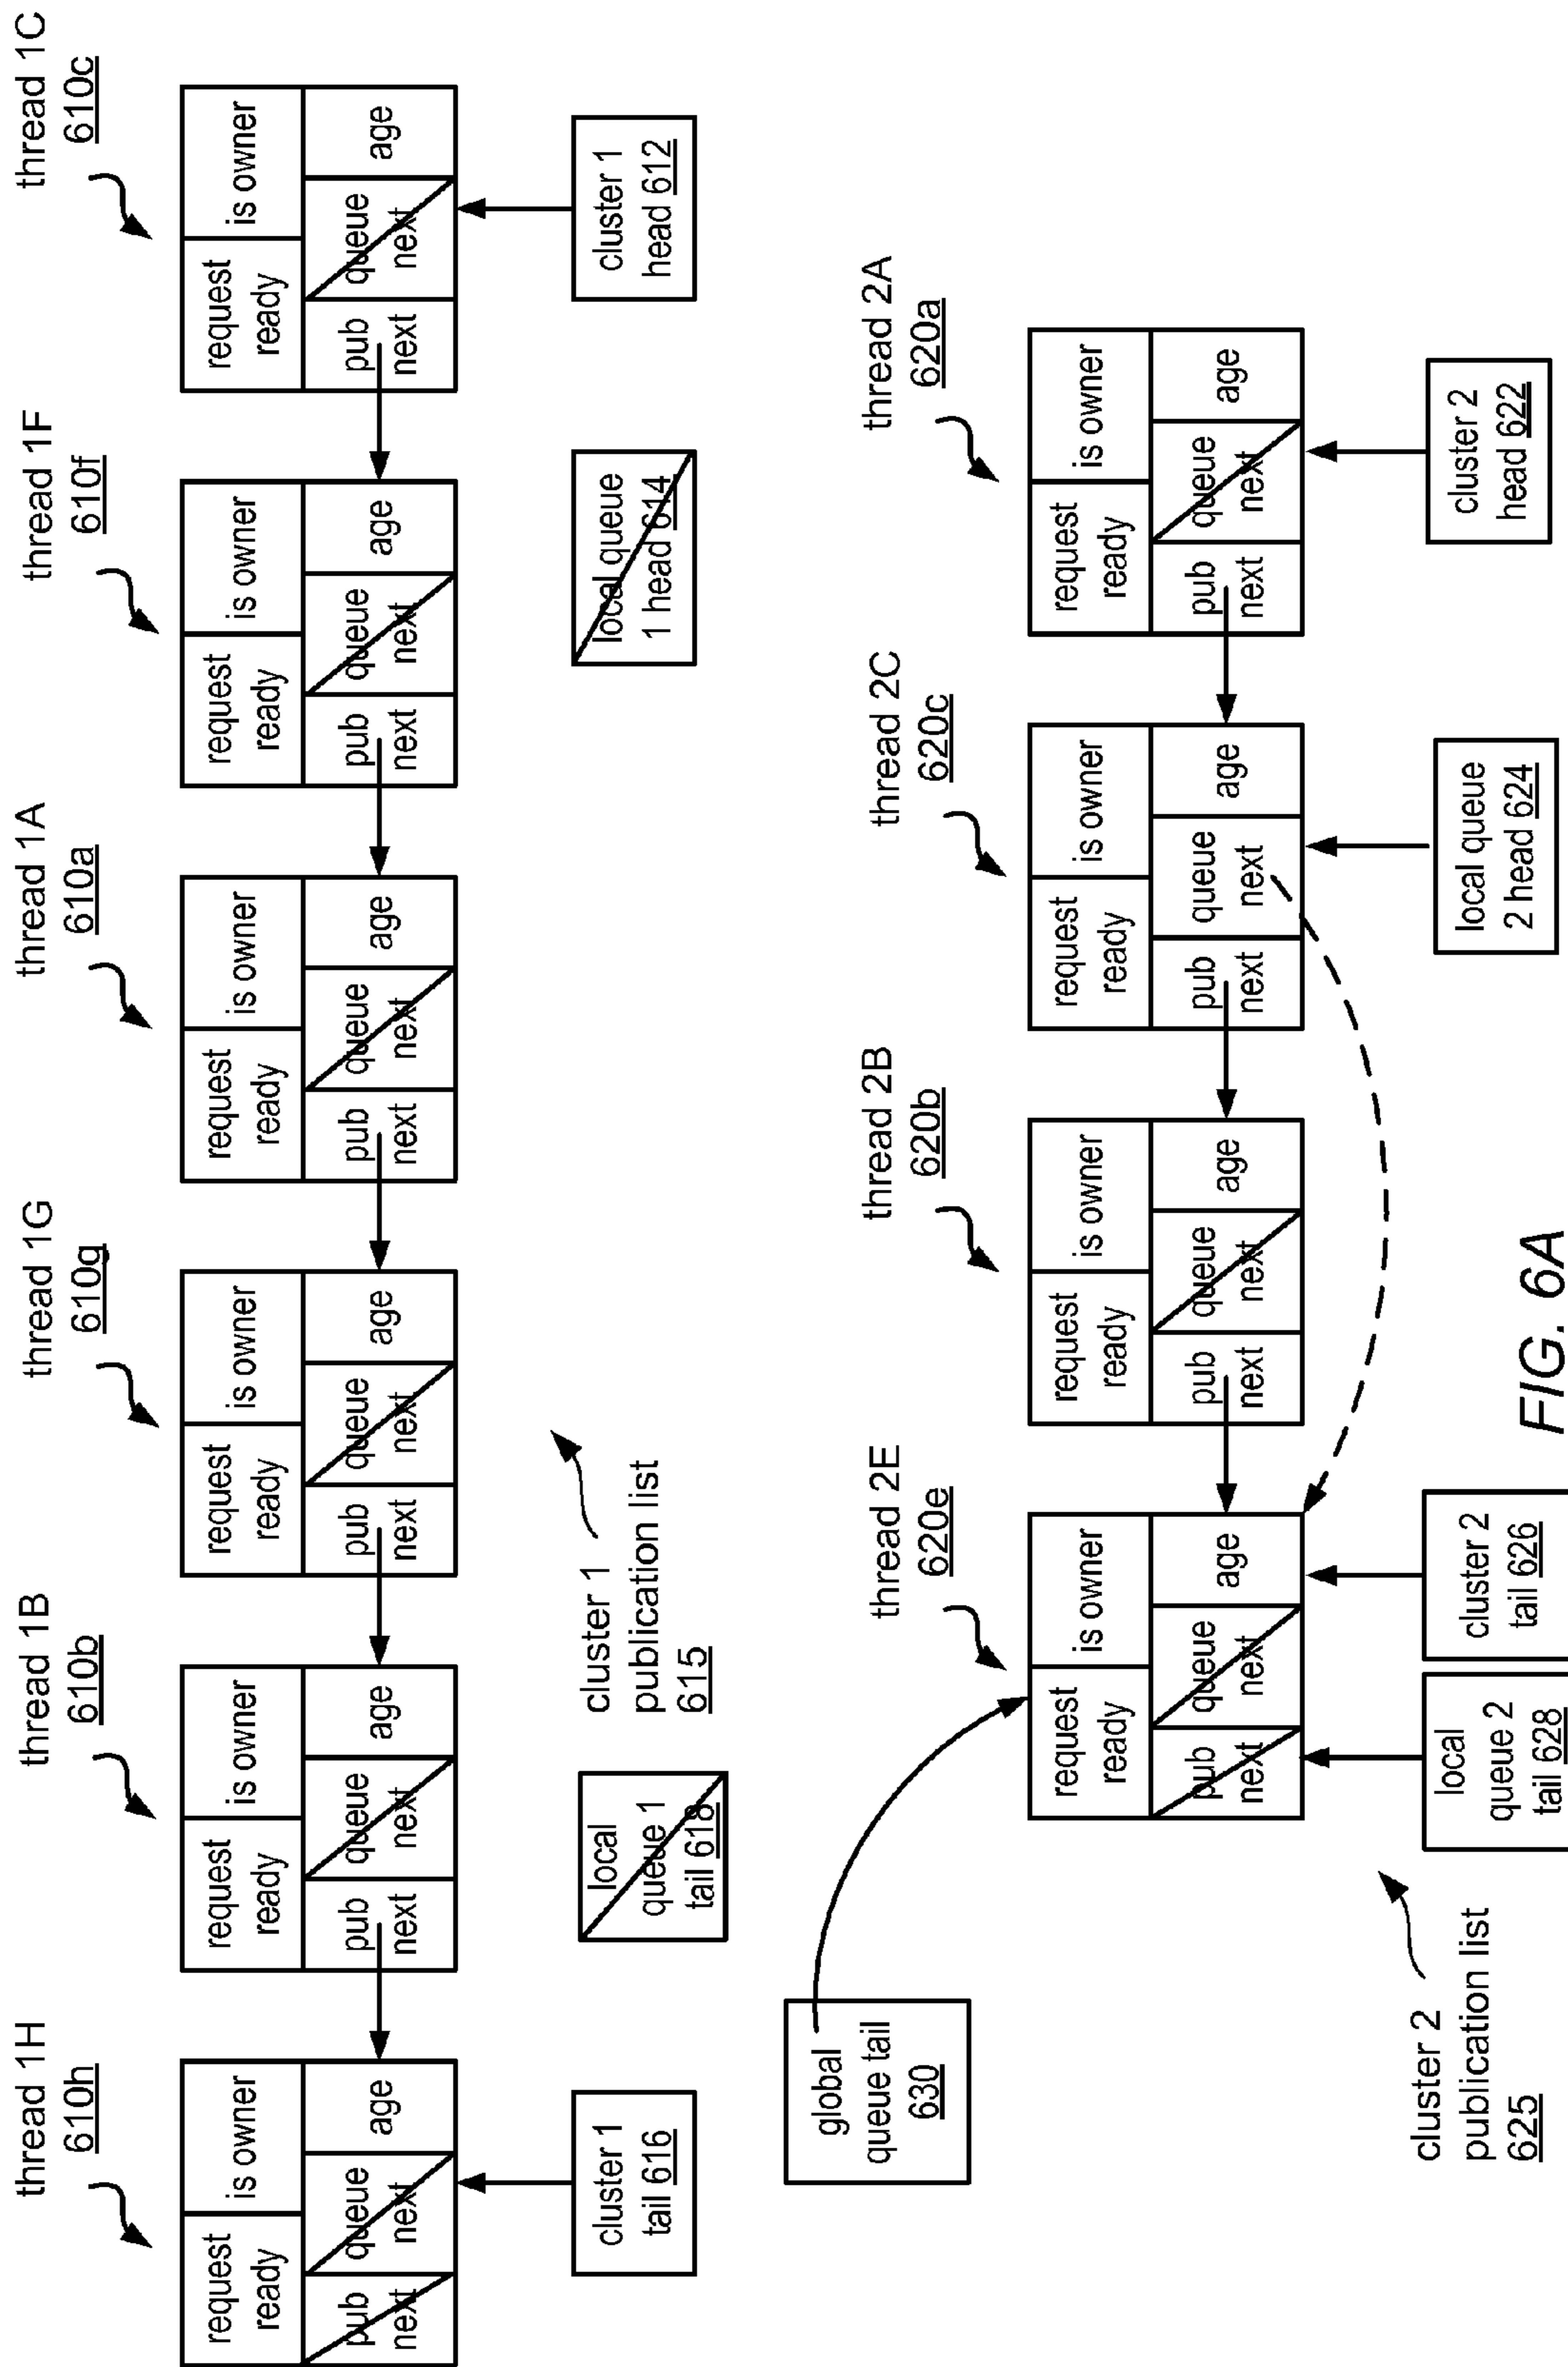 thread 1H
610h
request
ready
is owner
pub
next
queue
next
age
thread 1B
610b
request
ready
is owner
pub
next
queue
next
age
thread 1G
610g
request
ready
is owner
pub
next
queue
next
age
thread 1A
610a
request
ready
is owner
pub
next
queue
next
age
thread 1F
610f
request
ready
is owner
pub
next
queue
next
age
thread 1C
610c
request
ready
is owner
pub
next
queue
next
age
cluster 1
tail 616
local
queue 1
tail 618
cluster 1
publication list
615
local queue
1 head 614
cluster 1
head 612
global
queue tail
630
thread 2E
620e
request
ready
is owner
pub
next
queue
next
age
thread 2B
620b
request
ready
is owner
pub
next
queue
next
age
thread 2C
620c
request
ready
is owner
pub
next
queue
next
age
thread 2A
620a
request
ready
is owner
pub
next
queue
next
age
cluster 2
publication list
625
local
queue 2
tail 628
cluster 2
tail 626
local queue
2 head 624
cluster 2
head 622
FIG. 6A